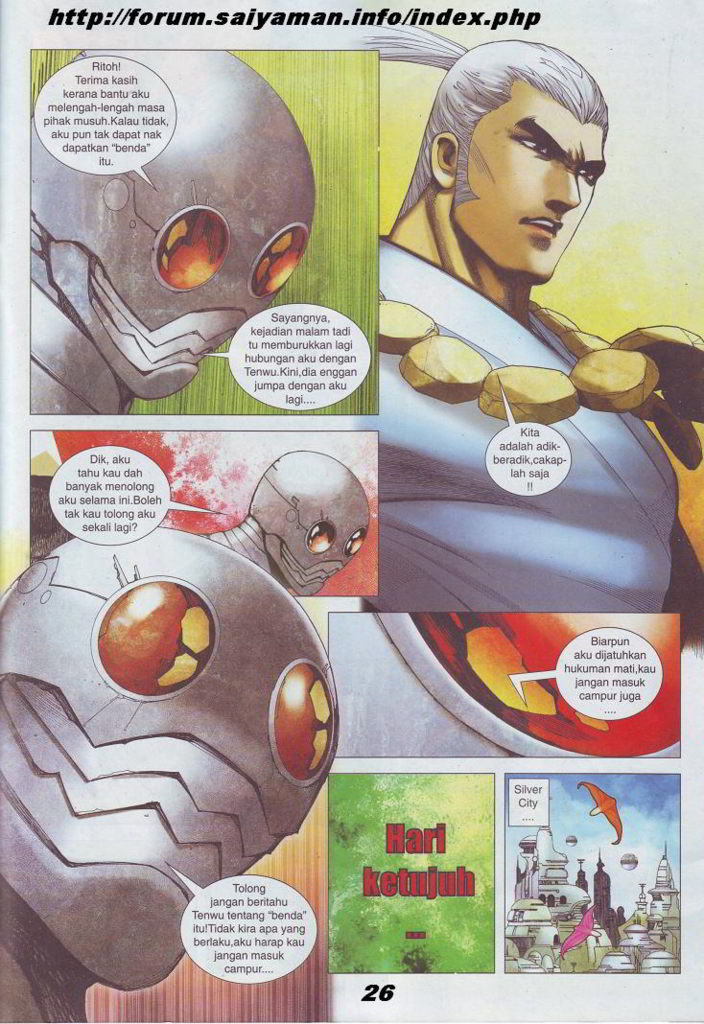 http://forum.saiyaman.info/index.php
Ritoh!
Terima kasih
kerana bantu aku
melengah-lengah masa
pihak musuh.Kalau tidak,
aku pun tak dapat nak
dapatkan “benda”
itu.
Sayangnya,
kejadian malam tadi
tu memburukkan lagi
hubungan aku dengan
Tenwu.Kini,dia enggan
jumpa dengan aku
lagi....
Kita
adalah adik-
beradik,cakap-
lah saja
!!
Dik, aku
tahu kau dah
banyak menolong
aku selama ini.Boleh
tak kau tolong aku
sekali lagi?
Biarpun
aku dijatuhkan
hukuman mati,kau
jangan masuk
campur juga
....
Tolong
jangan beritahu
Tenwu tentang “benda”
itu!Tidak kira apa yang
berlaku,aku harap kau
jangan masuk
campur....
Hari
ketujuh
...
Silver
City
....
26